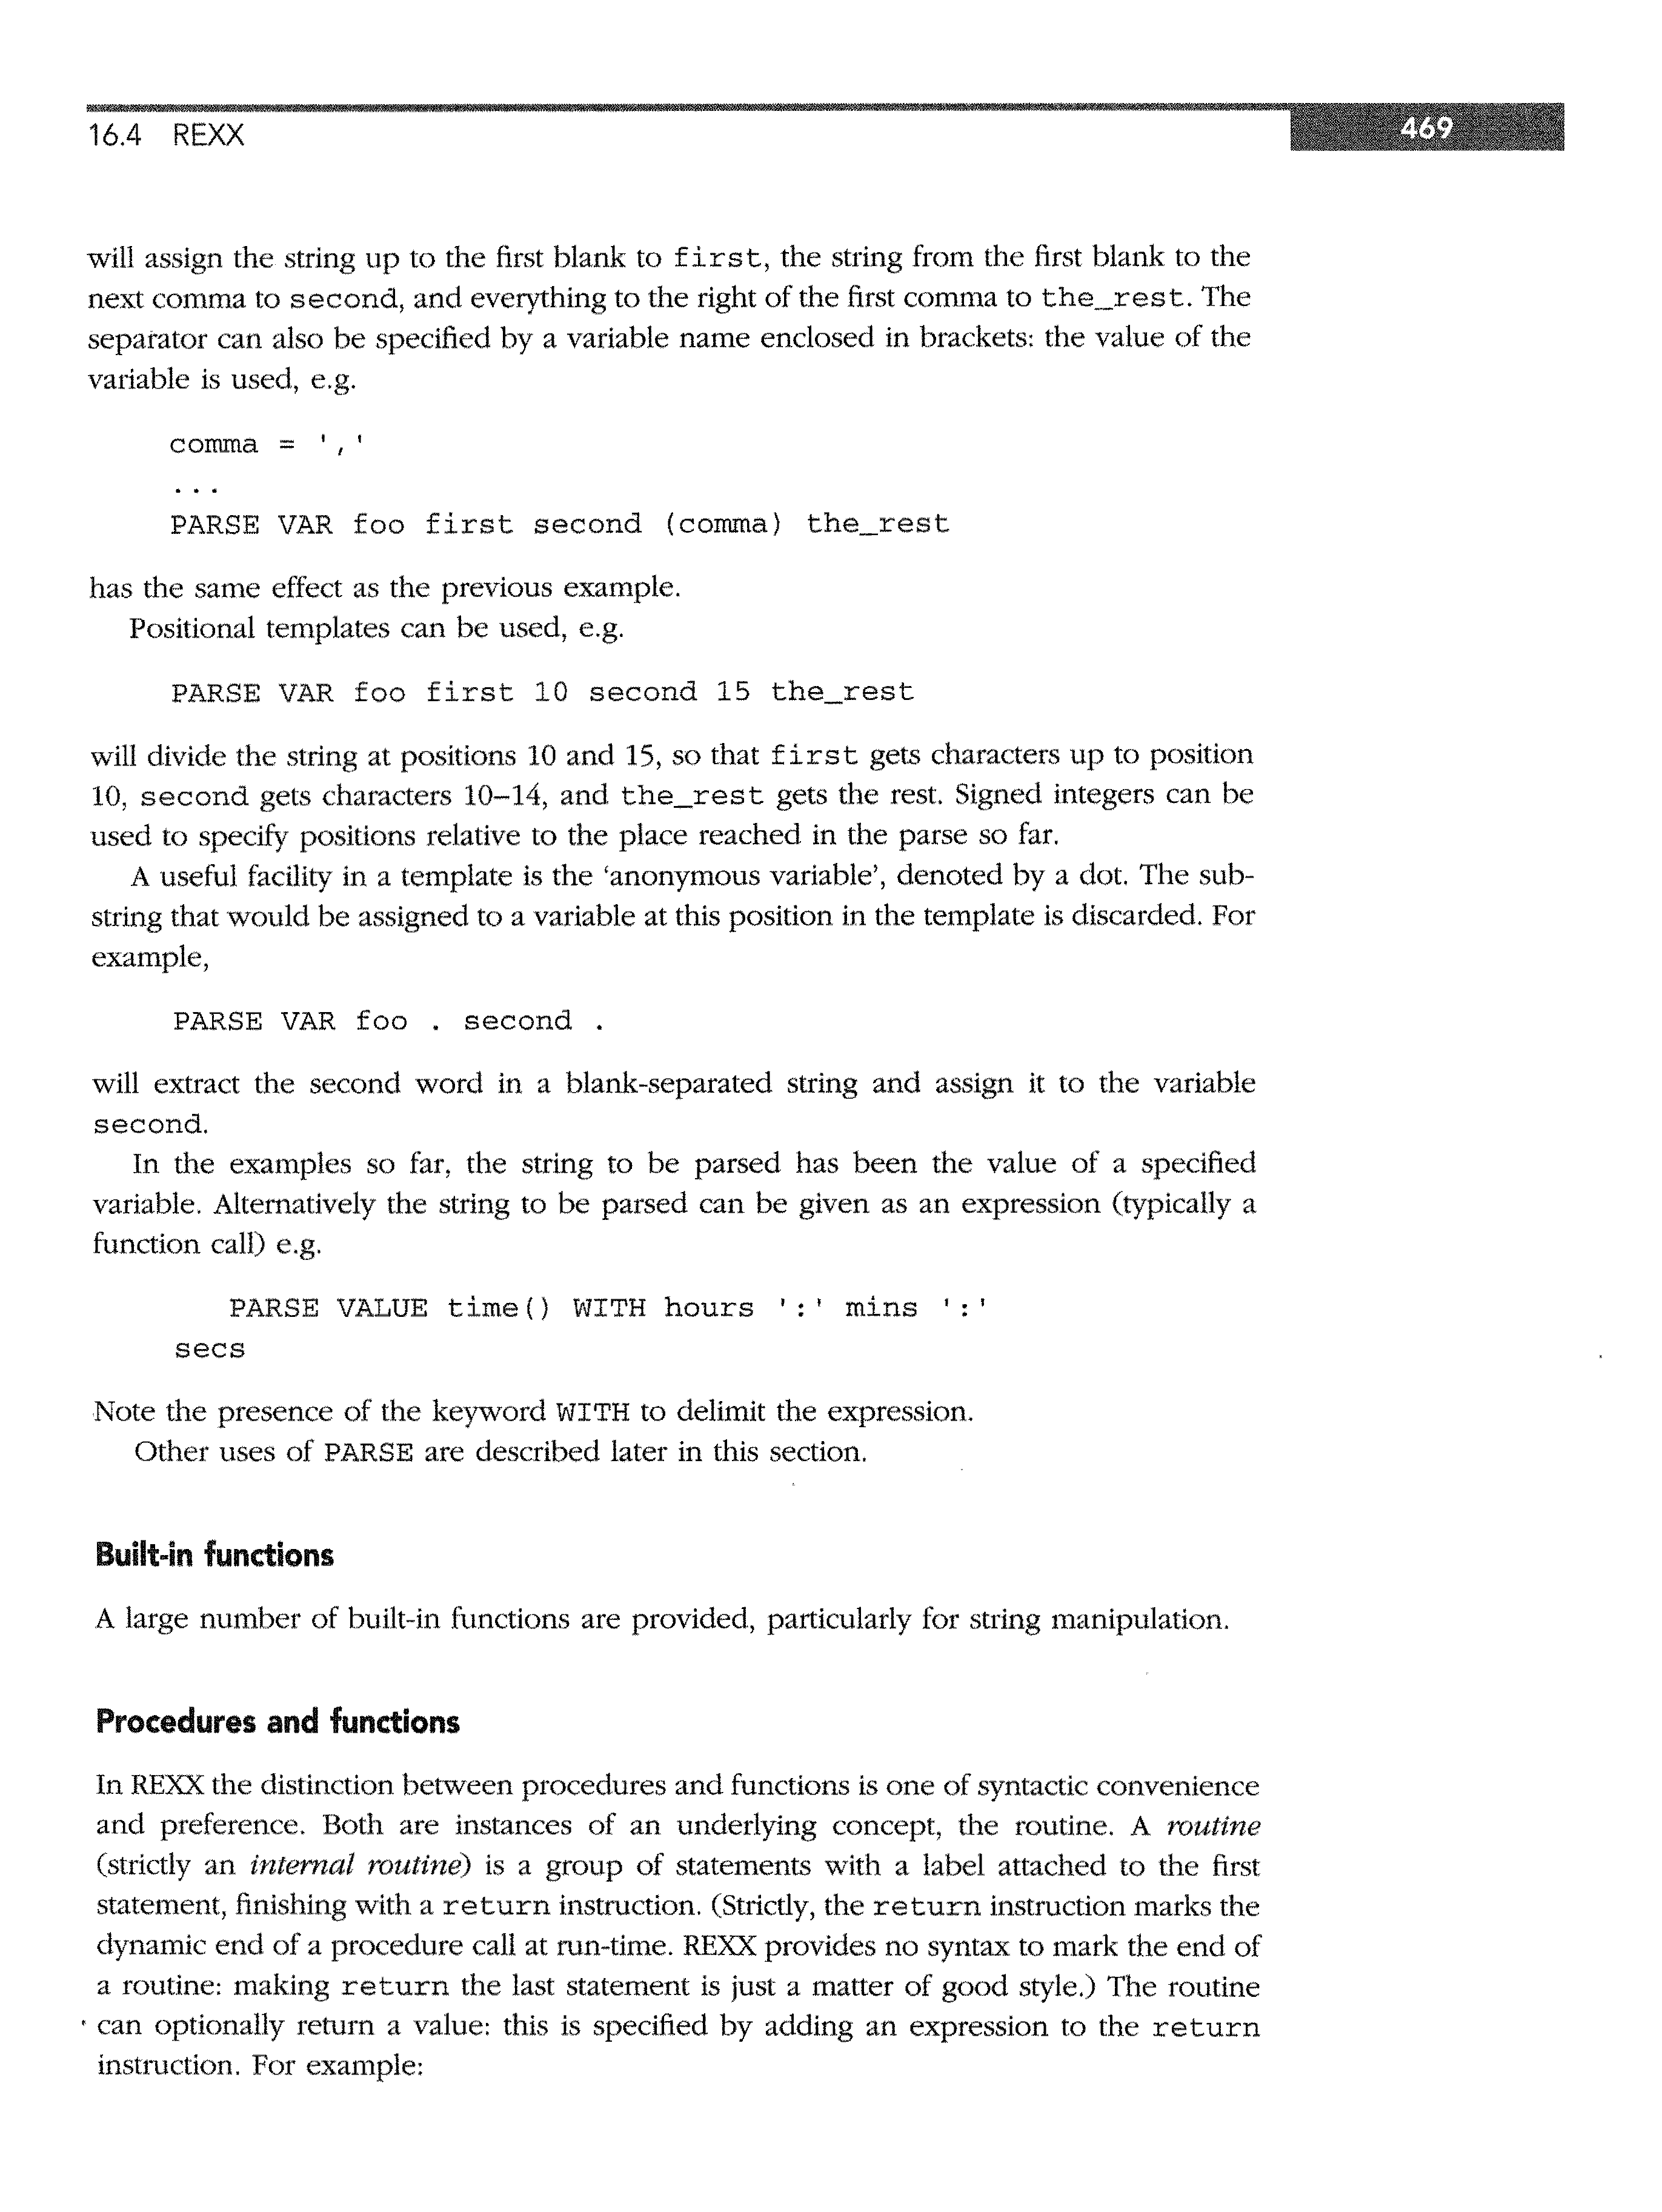 16.4 REXX
469
will assign the string up to the first blank to first, the string from the first blank to the
next comma to second, and everything to the right of the first comma to the_rest. The
separator can also be specified by a variable name enclosed in brackets: the value of the
variable is used, e.g.
comma = ','
...
PARSE VAR foo first second (comma) the_rest
has the same effect as the previous example.
Positional templates can be used, e.g.
PARSE VAR foo first 10 second 15 the_rest
will divide the string at positions 10 and 15, so that first gets characters up to position
10, second gets characters 10–14, and the_rest gets the rest. Signed integers can be
used to specify positions relative to the place reached in the parse so far.
A useful facility in a template is the ‘anonymous variable’, denoted by a dot. The sub-
string that would be assigned to a variable at this position in the template is discarded. For
example,
PARSE VAR foo . second .
will extract the second word in a blank-separated string and assign it to the variable
second.
In the examples so far, the string to be parsed has been the value of a specified
variable. Alternatively the string to be parsed can be given as an expression (typically a
function call) e.g.
PARSE VALUE time() WITH hours ':' mins ':'
secs
Note the presence of the keyword WITH to delimit the expression.
Other uses of PARSE are described later in this section.
Built-in functions
A large number of built-in functions are provided, particularly for string manipulation.
Procedures and functions
In REXX the distinction between procedures and functions is one of syntactic convenience
and preference. Both are instances of an underlying concept, the routine. A routine
(strictly an internal routine) is a group of statements with a label attached to the first
statement, finishing with a return instruction. (Strictly, the return instruction marks the
dynamic end of a procedure call at run-time. REXX provides no syntax to mark the end of
a routine: making return the last statement is just a matter of good style.) The routine
can optionally return a value: this is specified by adding an expression to the return
instruction. For example: